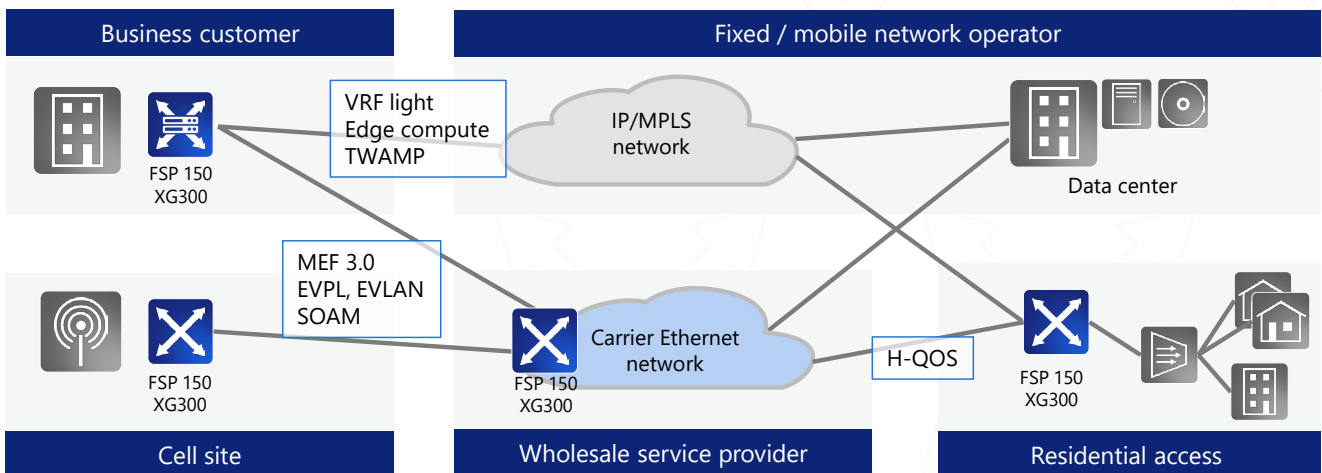 Business customer
Fixed / mobile network operator
VRF light
Edge compute
TWAMP
IP/MPLS
network
FSP 150
XG300
Data center
MEF 3.0
EVPL, EVLAN
SOAM
Carrier Ethernet
network
H-QOS
FSP 150
XG300
FSP 150
XG300
FSP 150
XG300
Cell site
Wholesale service provider
Residential access